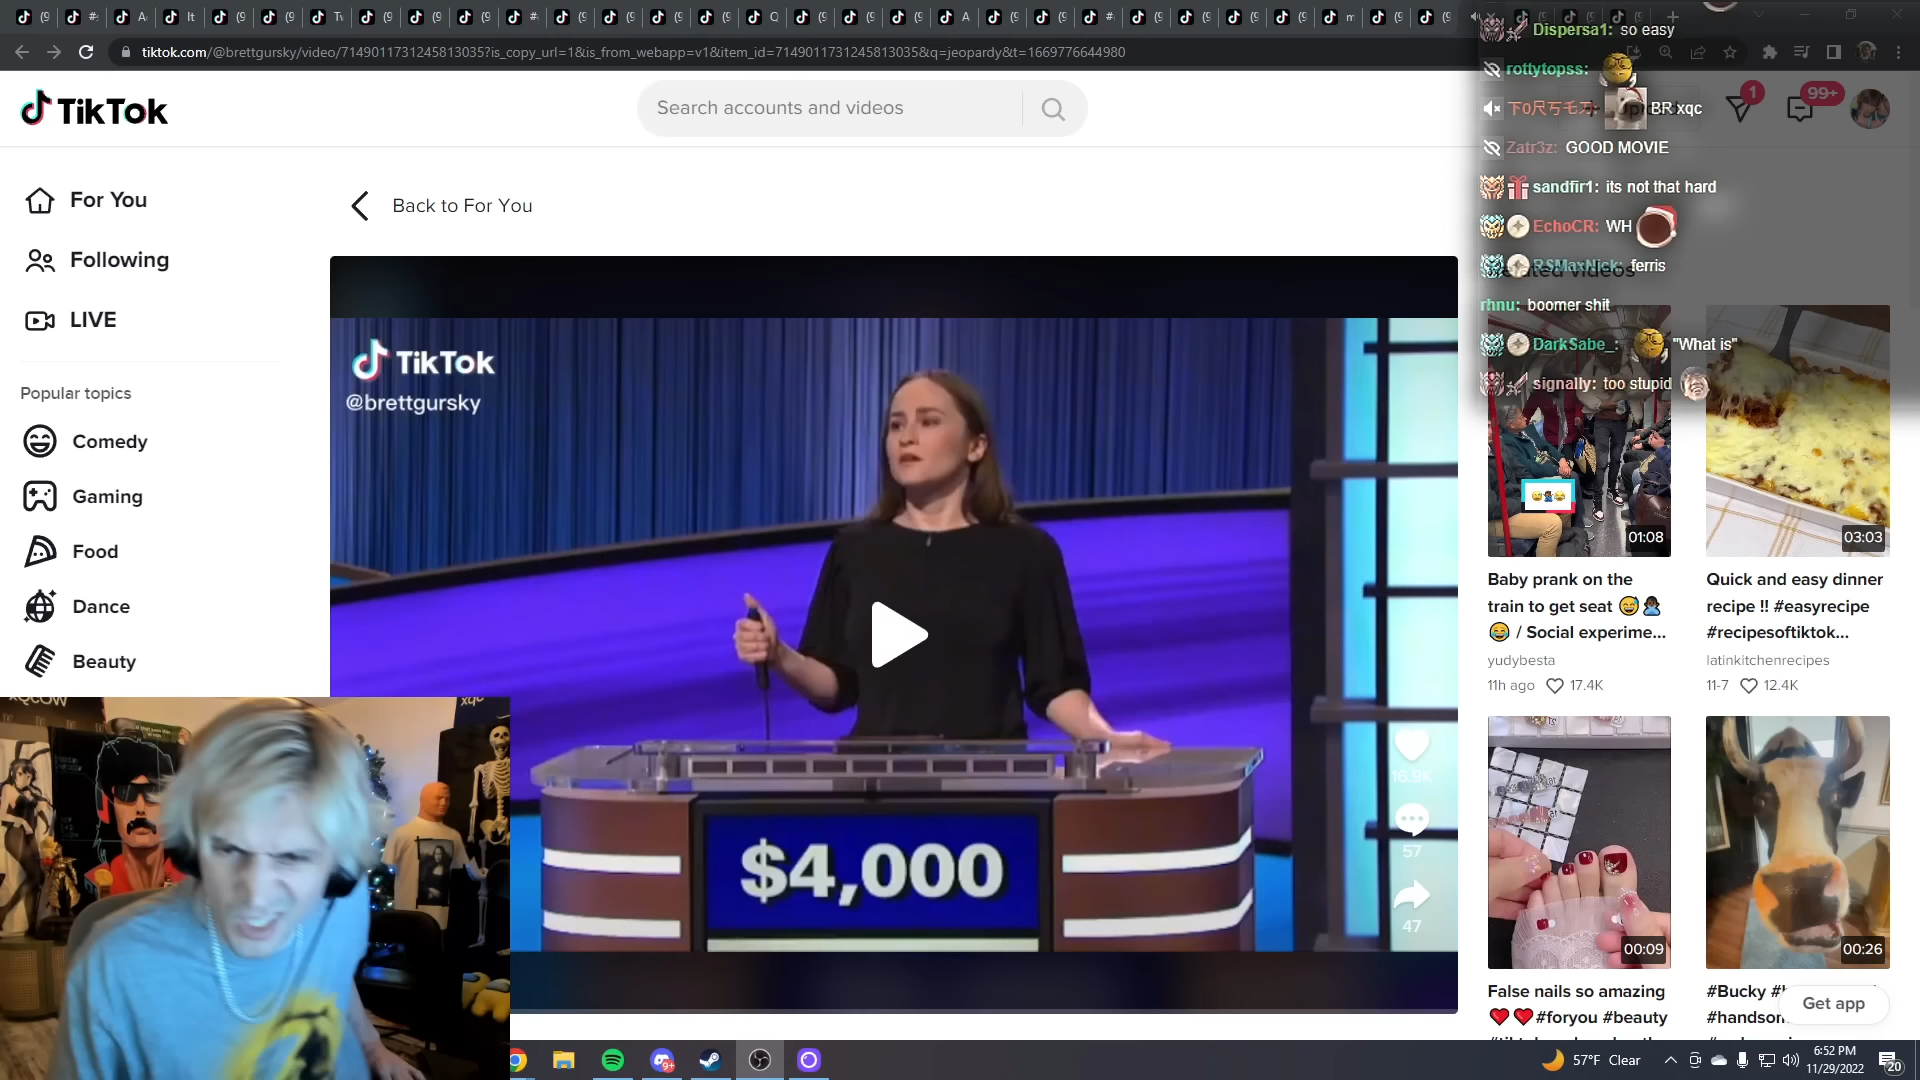 tiktok.com/@brettgursky/video/7149011731245813035?is_copy_url=1&is_from_webapp=v1&item_id=7149011731245813035&q=jeopardy&t=1669776644980
TikTok
Search accounts and videos
1
99+
For You
Following
LIVE
Popular topics
Comedy
Gaming
Food
Dance
Beauty
Back to For You
TikTok
@brettgursky
$4,000
16.9K
57
47
Dispersa1: so easy
rottytopss:
BR xqc
Zatr3z: GOOD MOVIE
sandfir1: its not that hard
EchoCR: WH
RSMaxNick: ferris
rhnu: boomer shit
DarkSabe_: "What is"
signally: too stupid
01:08
03:03
Baby prank on the
train to get seat 😅🙅🏿‍♂️
😂 / Social experime...
yudybesta
11h ago 17.4K
Quick and easy dinner
recipe !! #easyrecipe
#recipesoftiktok...
latinkitchenrecipes
11-7 12.4K
00:09
00:26
False nails so amazing
❤️❤️#foryou #beauty
#Bucky
Get app
57°F Clear
6:52 PM
11/29/2022
20